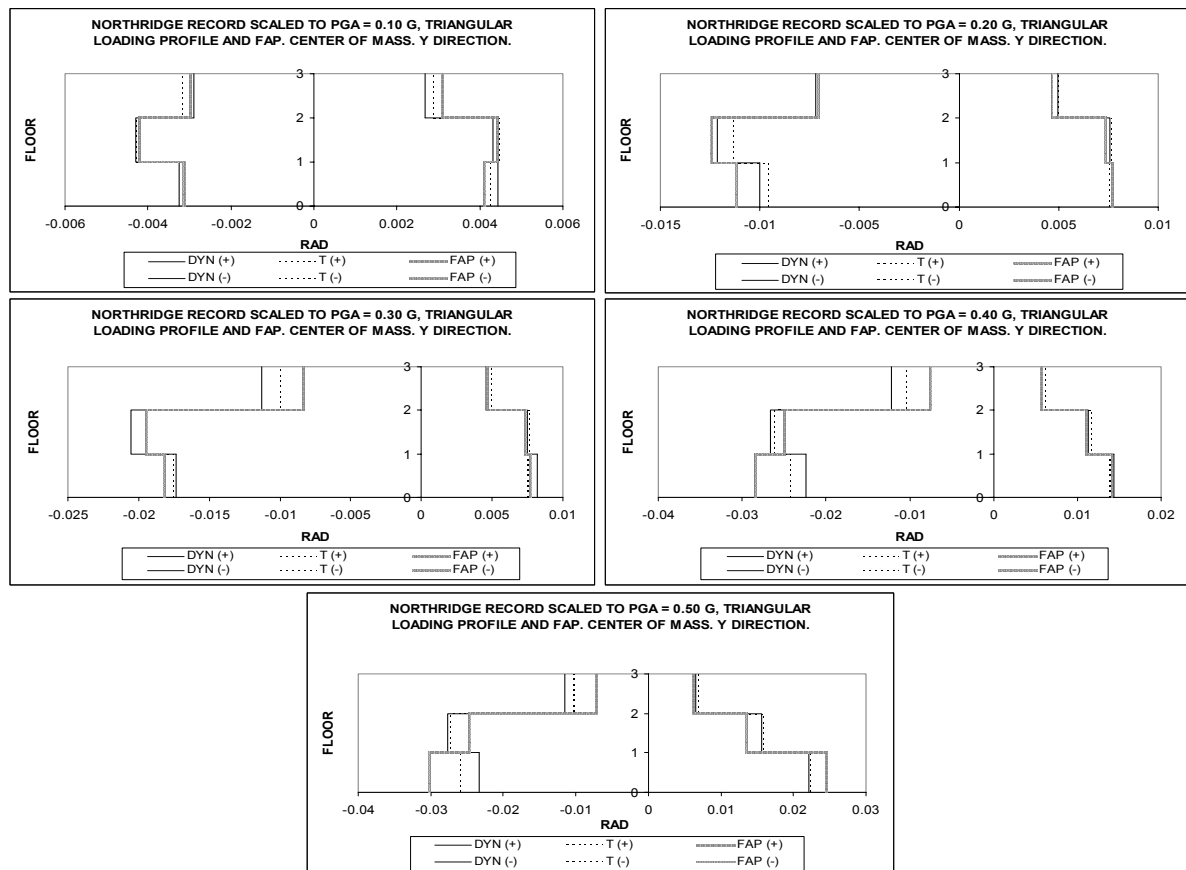 NORTHRIDGE RECORD SCALED TO PGA = 0.10 G, TRIANGULAR
LOADING PROFILE AND FAP. CENTER OF MASS. Y DIRECTION.
FLOOR
3
2
1
0
-0.006 -0.004 -0.002 0 0.002 0.004 0.006
RAD
DYN (+) T (+) FAP (+)
DYN (-) T (-) FAP (-)
NORTHRIDGE RECORD SCALED TO PGA = 0.20 G, TRIANGULAR
LOADING PROFILE AND FAP. CENTER OF MASS. Y DIRECTION.
FLOOR
3
2
1
0
-0.015 -0.01 -0.005 0 0.005 0.01
RAD
DYN (+) T (+) FAP (+)
DYN (-) T (-) FAP (-)
NORTHRIDGE RECORD SCALED TO PGA = 0.30 G, TRIANGULAR
LOADING PROFILE AND FAP. CENTER OF MASS. Y DIRECTION.
FLOOR
3
2
1
0
-0.025 -0.02 -0.015 -0.01 -0.005 0 0.005 0.01
RAD
DYN (+) T (+) FAP (+)
DYN (-) T (-) FAP (-)
NORTHRIDGE RECORD SCALED TO PGA = 0.40 G, TRIANGULAR
LOADING PROFILE AND FAP. CENTER OF MASS. Y DIRECTION.
FLOOR
3
2
1
0
-0.04 -0.03 -0.02 -0.01 0 0.01 0.02
RAD
DYN (+) T (+) FAP (+)
DYN (-) T (-) FAP (-)
NORTHRIDGE RECORD SCALED TO PGA = 0.50 G, TRIANGULAR
LOADING PROFILE AND FAP. CENTER OF MASS. Y DIRECTION.
FLOOR
3
2
1
0
-0.04 -0.03 -0.02 -0.01 0 0.01 0.02 0.03
RAD
DYN (+) T (+) FAP (+)
DYN (-) T (-) FAP (-)